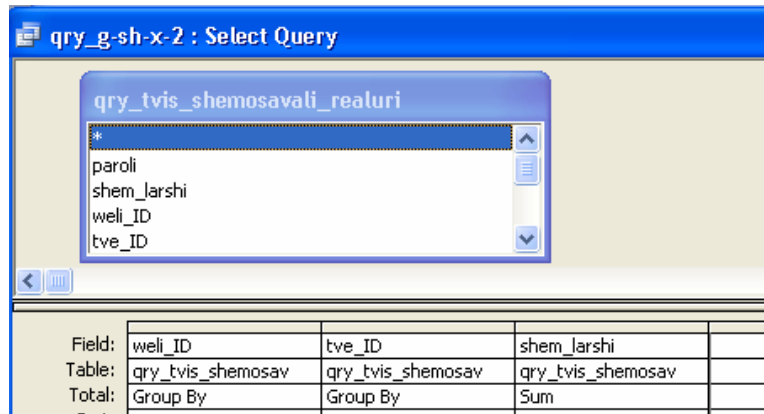 qry_g-sh-x-2 : Select Query
qry_tvis_shemosavali_realuri
*
paroli
shem_larshi
weli_ID
tve_ID
Field: weli_ID tve_ID shem_larshi
Table: qry_tvis_shemosav qry_tvis_shemosav qry_tvis_shemosav
Total: Group By Group By Sum